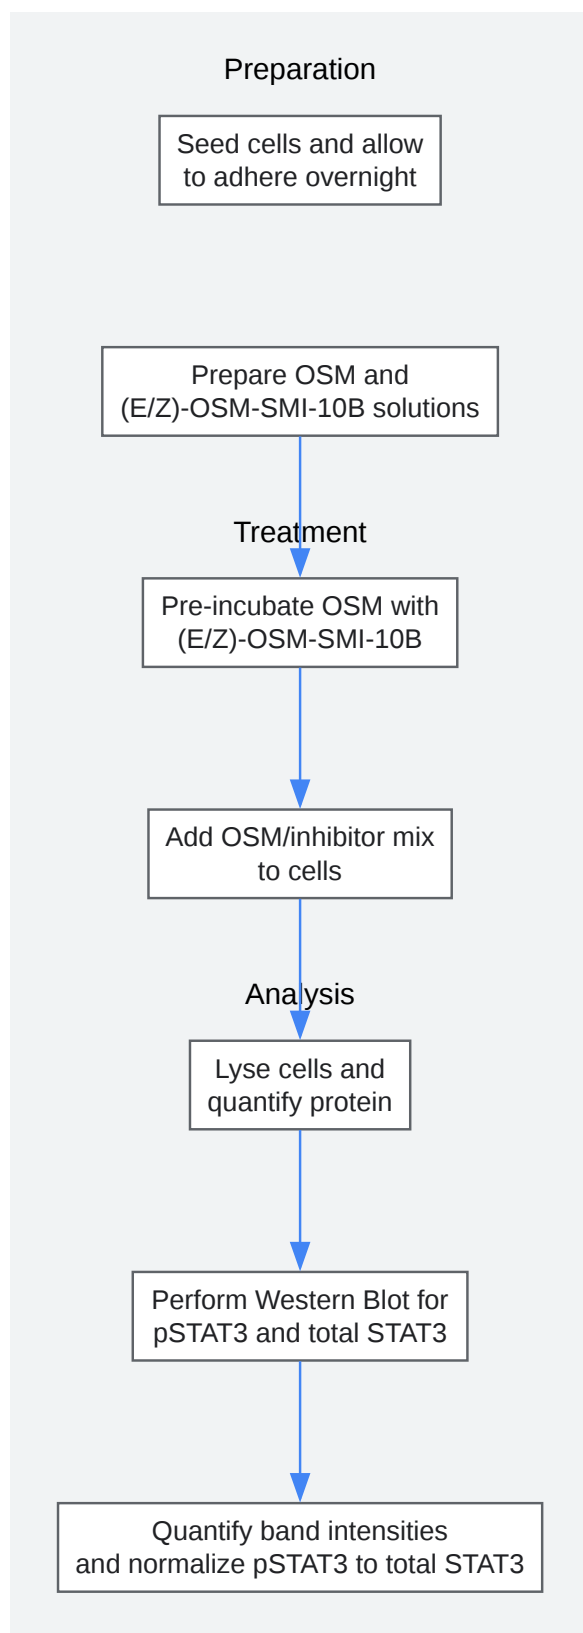 Preparation
Seed cells and allow
to adhere overnight
Prepare OSM and
(E/Z)-OSM-SMI-10B solutions
Treatment
Pre-incubate OSM with
(E/Z)-OSM-SMI-10B
Add OSM/inhibitor mix
to cells
Analysis
Lyse cells and
quantify protein
Perform Western Blot for
pSTAT3 and total STAT3
Quantify band intensities
and normalize pSTAT3 to total STAT3